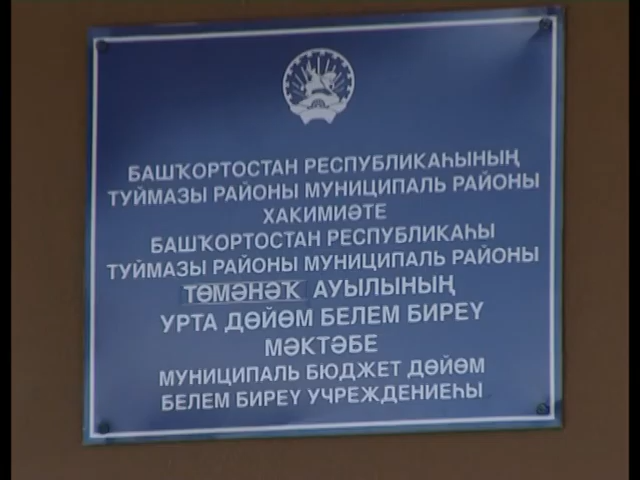 БАШҠОРТОСТАН РЕСПУБЛИКАҺЫНЫҢ
ТУЙМАЗЫ РАЙОНЫ МУНИЦИПАЛЬ РАЙОНЫ
ХАКИМИӘТЕ
БАШҠОРТОСТАН РЕСПУБЛИКАҺЫ
ТУЙМАЗЫ РАЙОНЫ МУНИЦИПАЛЬ РАЙОНЫ
ТӨМӘНӘҠ АУЫЛЫНЫҢ
УРТА ДӨЙӨМ БЕЛЕМ БИРЕҮ
МӘКТӘБЕ
МУНИЦИПАЛЬ БЮДЖЕТ ДӨЙӨМ
БЕЛЕМ БИРЕҮ УЧРЕЖДЕНИЕҺЫ